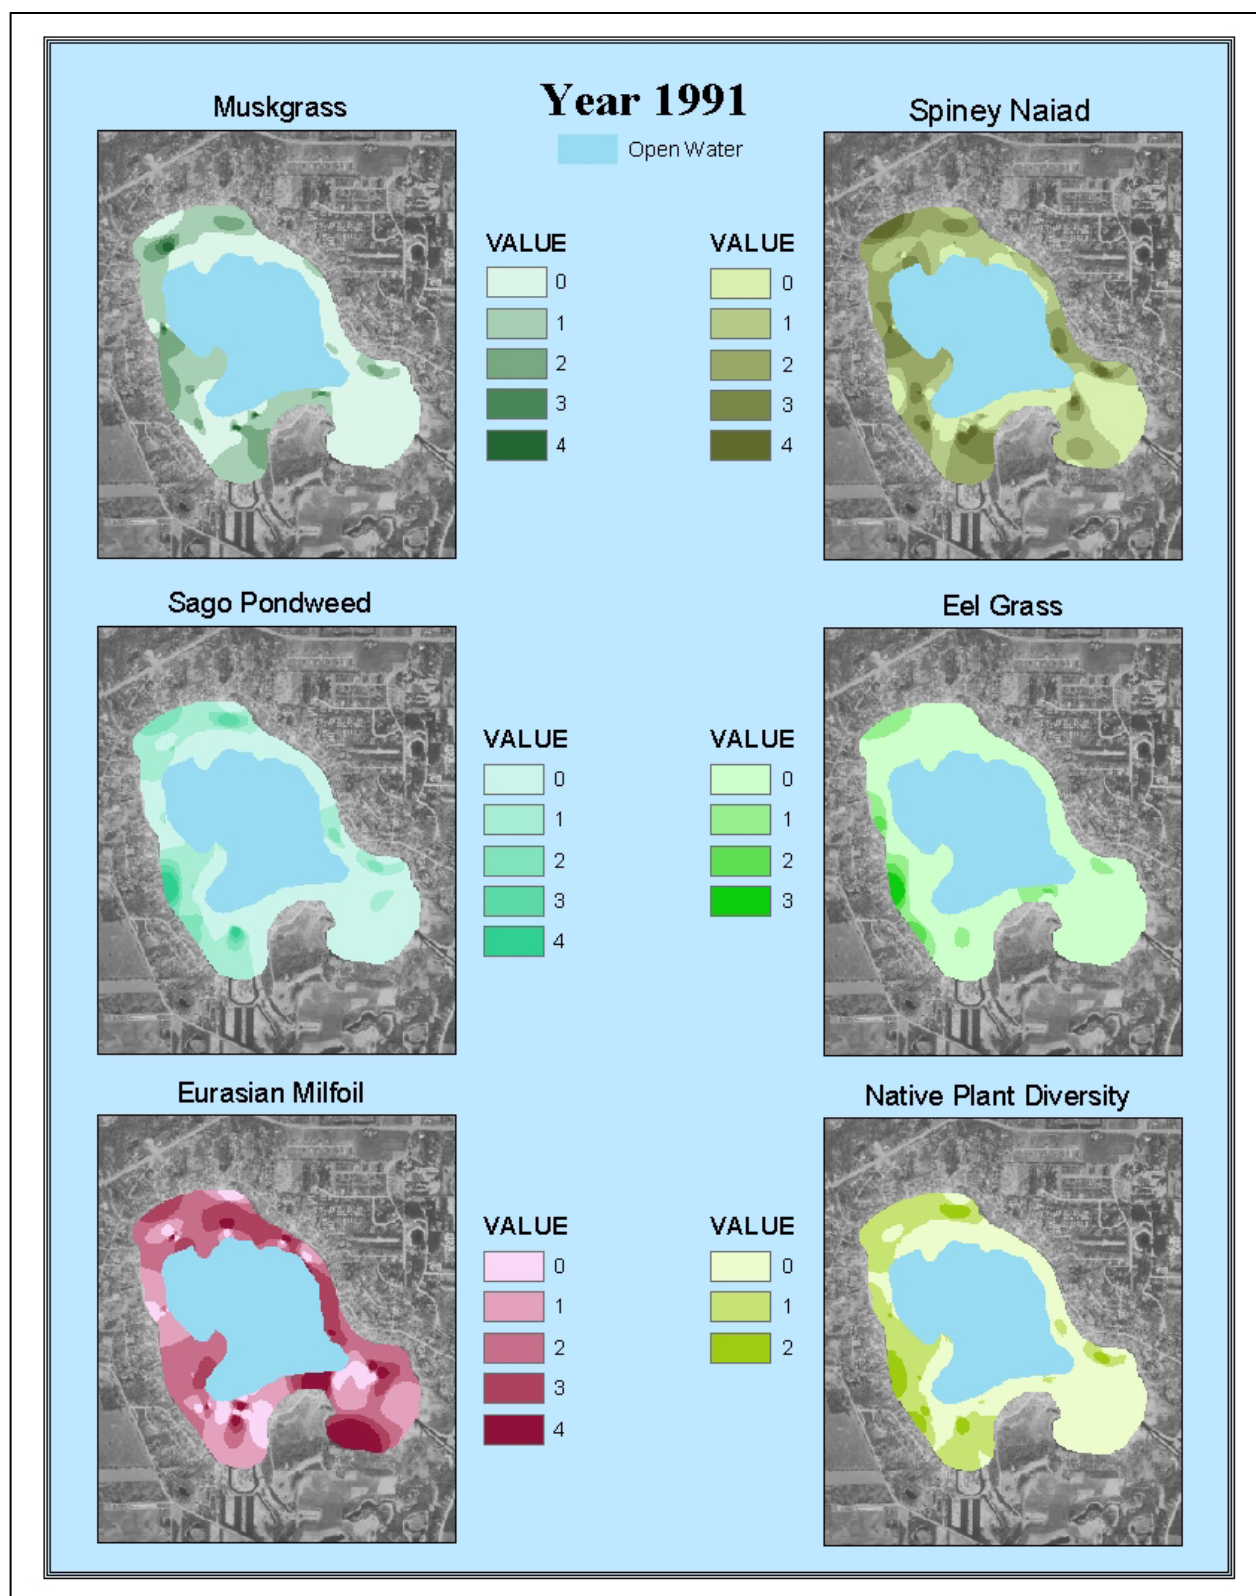 Year 1991
Open Water
Muskgrass
VALUE
0
1
2
3
4
Spiney Naiad
VALUE
0
1
2
3
4
Sago Pondweed
VALUE
0
1
2
3
4
Eel Grass
VALUE
0
1
2
3
Eurasian Milfoil
VALUE
0
1
2
3
4
Native Plant Diversity
VALUE
0
1
2